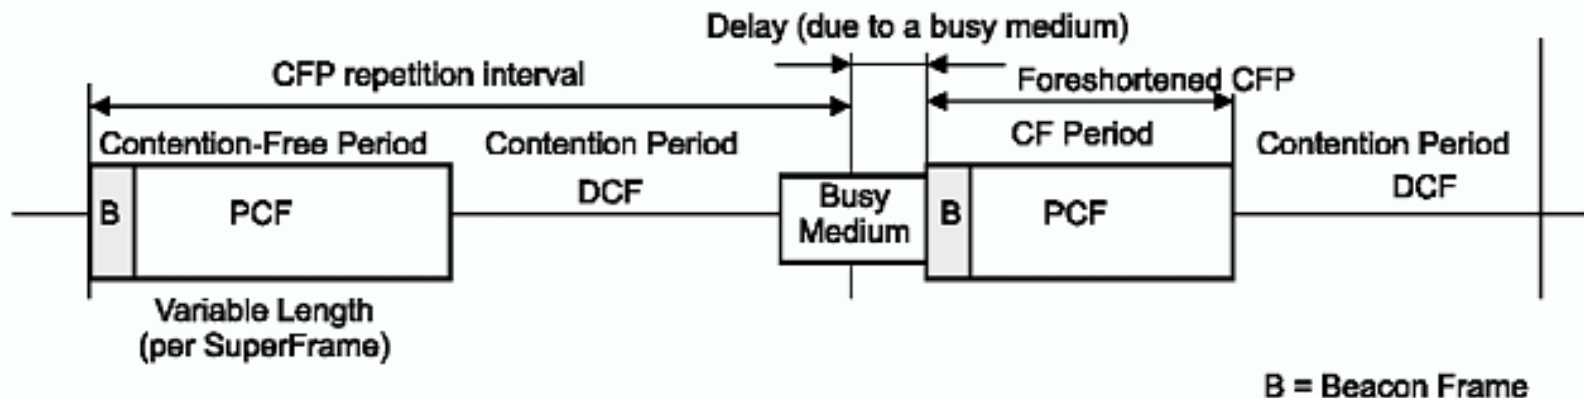 Delay (due to a busy medium)
CFP repetition interval
Foreshortened CFP
Contention-Free Period
Contention Period
CF Period
Contention Period
DCF
DCF
B
PCF
Busy
Medium
B
PCF
Variable Length
(per SuperFrame)
B = Beacon Frame